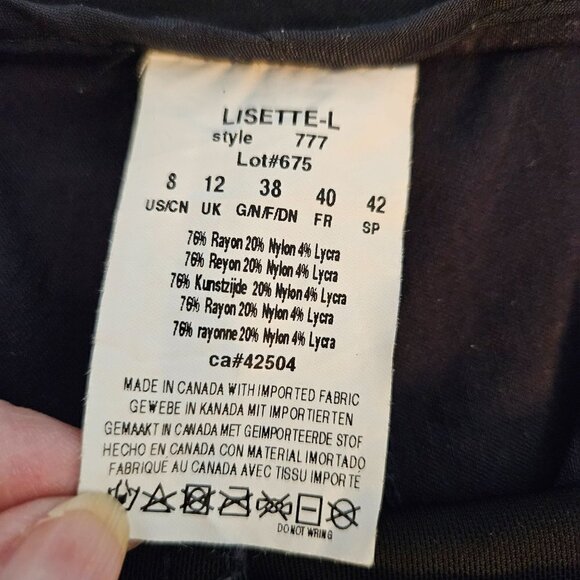 LISETTE-L
style 777
Lot#675
8 12 38 40 42
US/CN UK G/N/F/DN FR SP
76% Rayon 20% Nylon 4% Lycra
76% Reyon 20% Nylon 4% Lycra
76% Kunstzijde 20% Nylon 4% Lycra
76% Rayon 20% Nylon 4% Lycra
76% rayonne 20% Nylon 4% Lycra
ca#42504
MADE IN CANADA WITH IMPORTED FABRIC
GEWEBE IN KANADA MIT IMPORTIERTEN
GEMAAKT IN CANADA MET GEIMPORTEERDE STOF
HECHO EN CANADA CON MATERIAL IMORTADO
FABRIQUÉ AU CANADA AVEC TISSU IMPORTE
DO NOT WRING